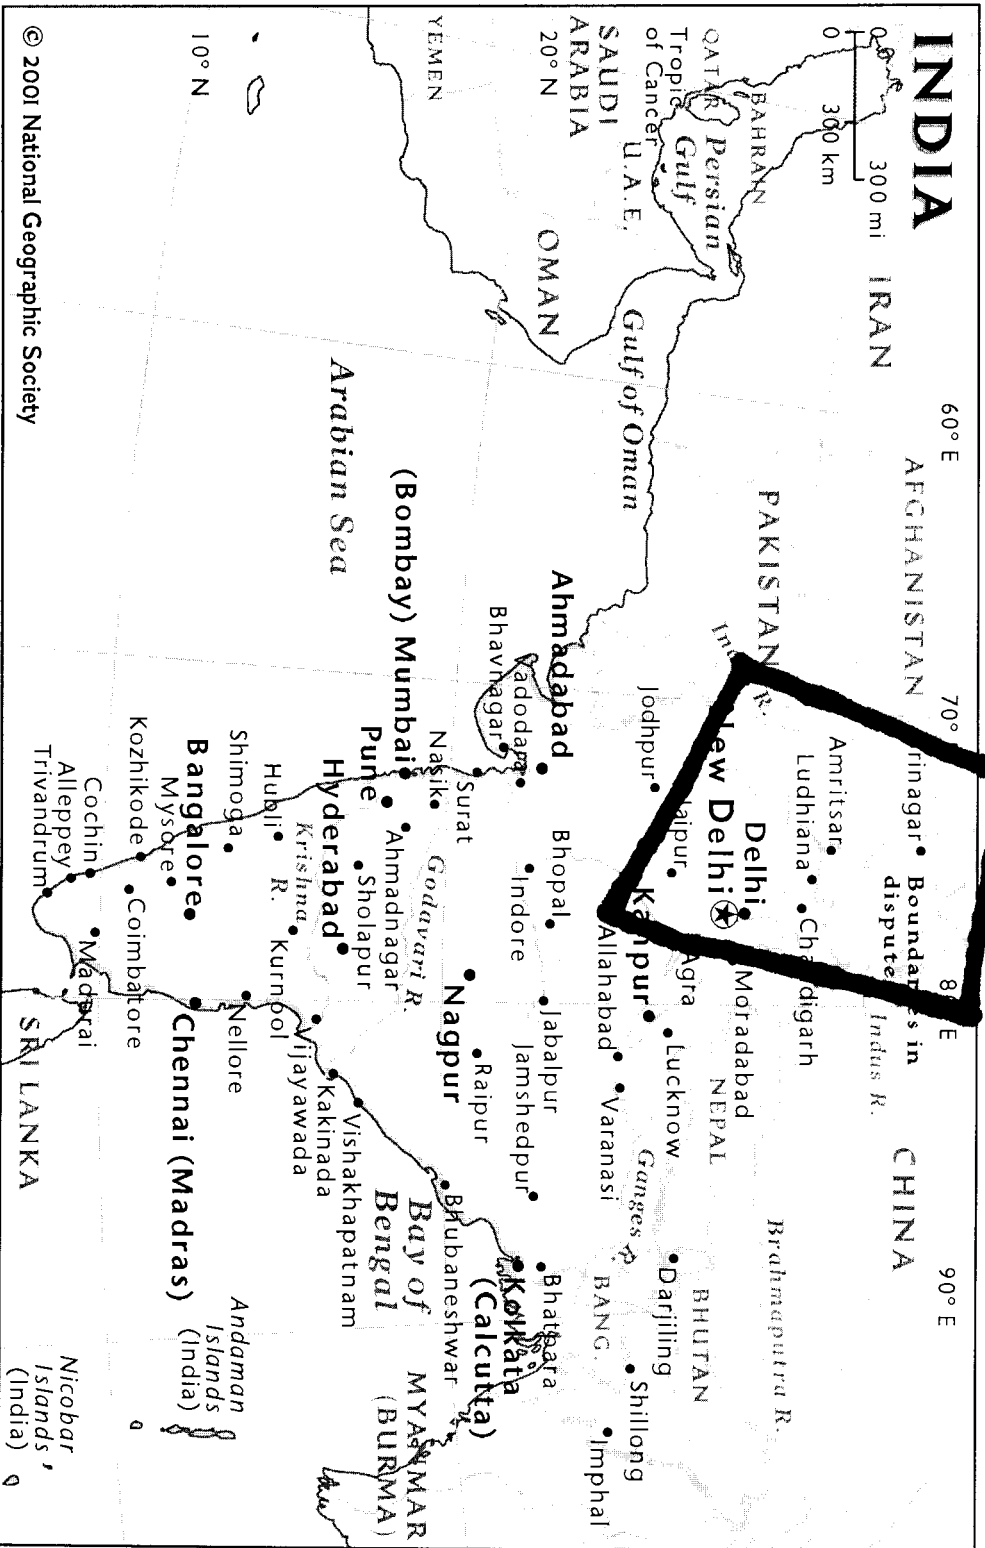 INDIA
0 300 mi
0 300 km
60° E
70°
80° E
90° E
IRAN
AFGHANISTAN
PAKISTAN
CHINA
NEPAL
BHUTAN
BANG.
MYANMAR
(BURMA)
SRI LANKA
BAHRAIN
QATAR
Persian
Gulf
Tropic
of Cancer
SAUDI
ARABIA
U.A.E.
OMAN
YEMEN
20° N
10° N
Gulf of Oman
Arabian Sea
Bay of
Bengal
Boundaries in
dispute
Indus R.
Brahmaputra R.
Ganges
Godavari R.
Krishna
R.
R.
Amritsar
Ludhiana
Chandigarh
Delhi
New Delhi
Moradabad
Jaipur
Agra
Jodhpur
Kanpur
Lucknow
Allahabad
Varanasi
Darjiling
Shillong
Imphal
Ahmadabad
Vadodara
Bhavnagar
Bhopal
Indore
Jabalpur
Jamshedpur
Bhatpara
Kolkata
(Calcutta)
Surat
Nasik
Nagpur
Raipur
Bhubaneshwar
(Bombay) Mumbai
Pune
Ahmadnagar
Sholapur
Hyderabad
Vishakhapatnam
Kakinada
Hubli
Kurnool
Shimoga
Nellore
Bangalore
Mysore
Chennai (Madras)
Kozhikode
Coimbatore
Cochin
Alleppey
Madurai
Trivandrum
Andaman
Islands
(India)
Nicobar
Islands
(India)
© 2001 National Geographic Society